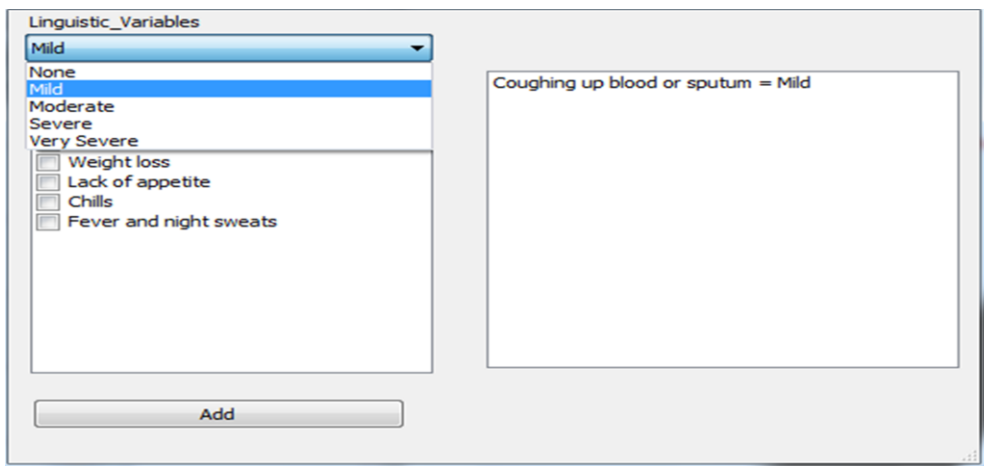 Linguistic_Variables
Mild
None
Mild
Moderate
Severe
Very Severe
Weight loss
Lack of appetite
Chills
Fever and night sweats
Add
Coughing up blood or sputum = Mild